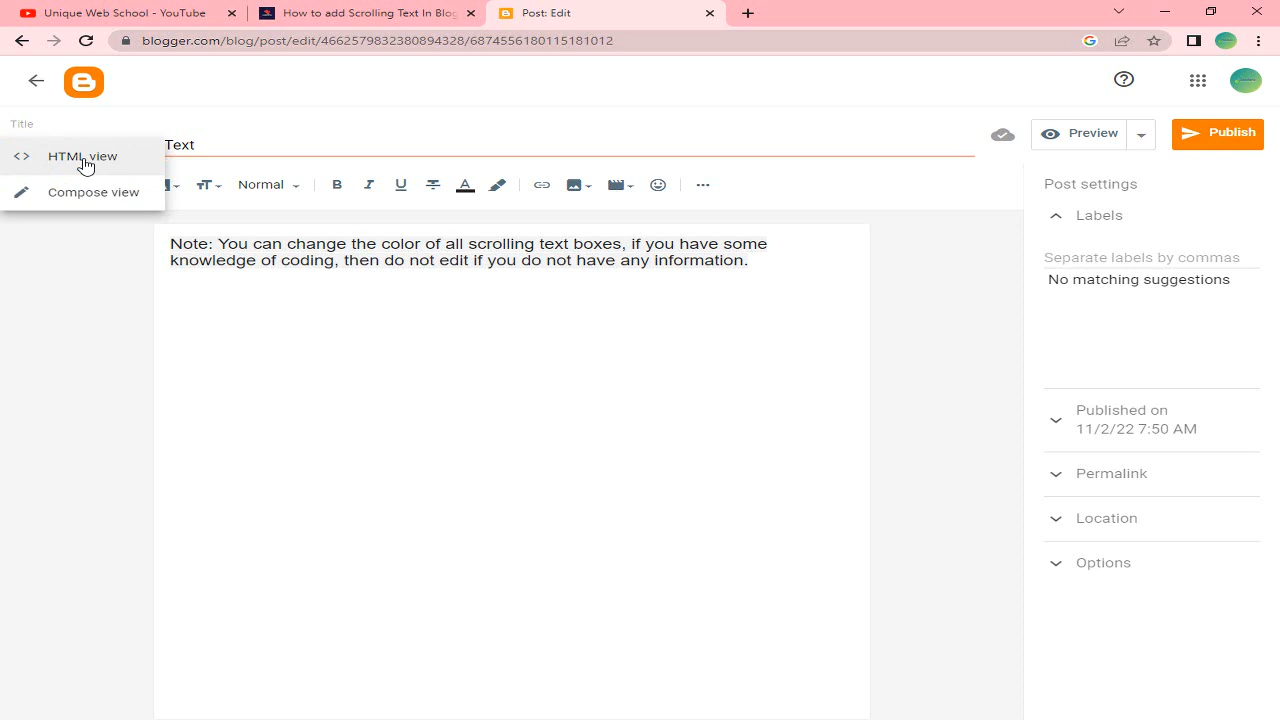 Unique Web School - YouTube
How to add Scrolling Text In Blog
Post: Edit
blogger.com/blog/post/edit/4662579832380894328/6874556180115181012
Title
Text
Preview
Publish
HTML view
Compose view
Normal
B I U A
Note: You can change the color of all scrolling text boxes, if you have some
knowledge of coding, then do not edit if you do not have any information.
Post settings
Labels
Separate labels by commas
No matching suggestions
Published on
11/2/22 7:50 AM
Permalink
Location
Options